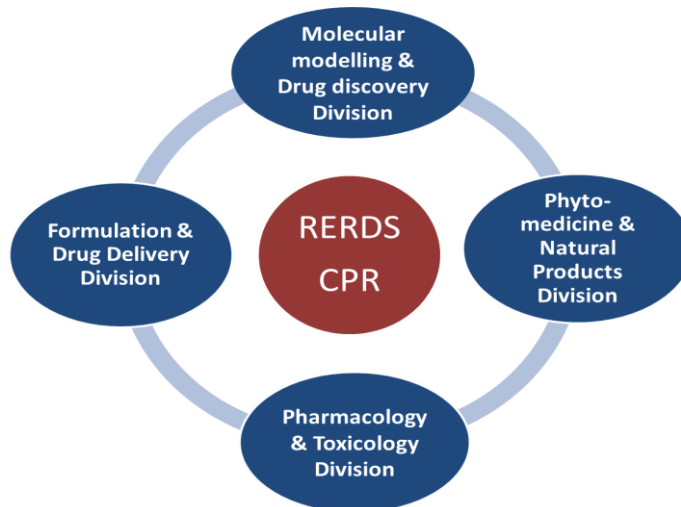 Molecular
modelling &
Drug discovery
Division
Formulation &
Drug Delivery
Division
RERDS
CPR
Phyto-
medicine &
Natural
Products
Division
Pharmacology
& Toxicology
Division